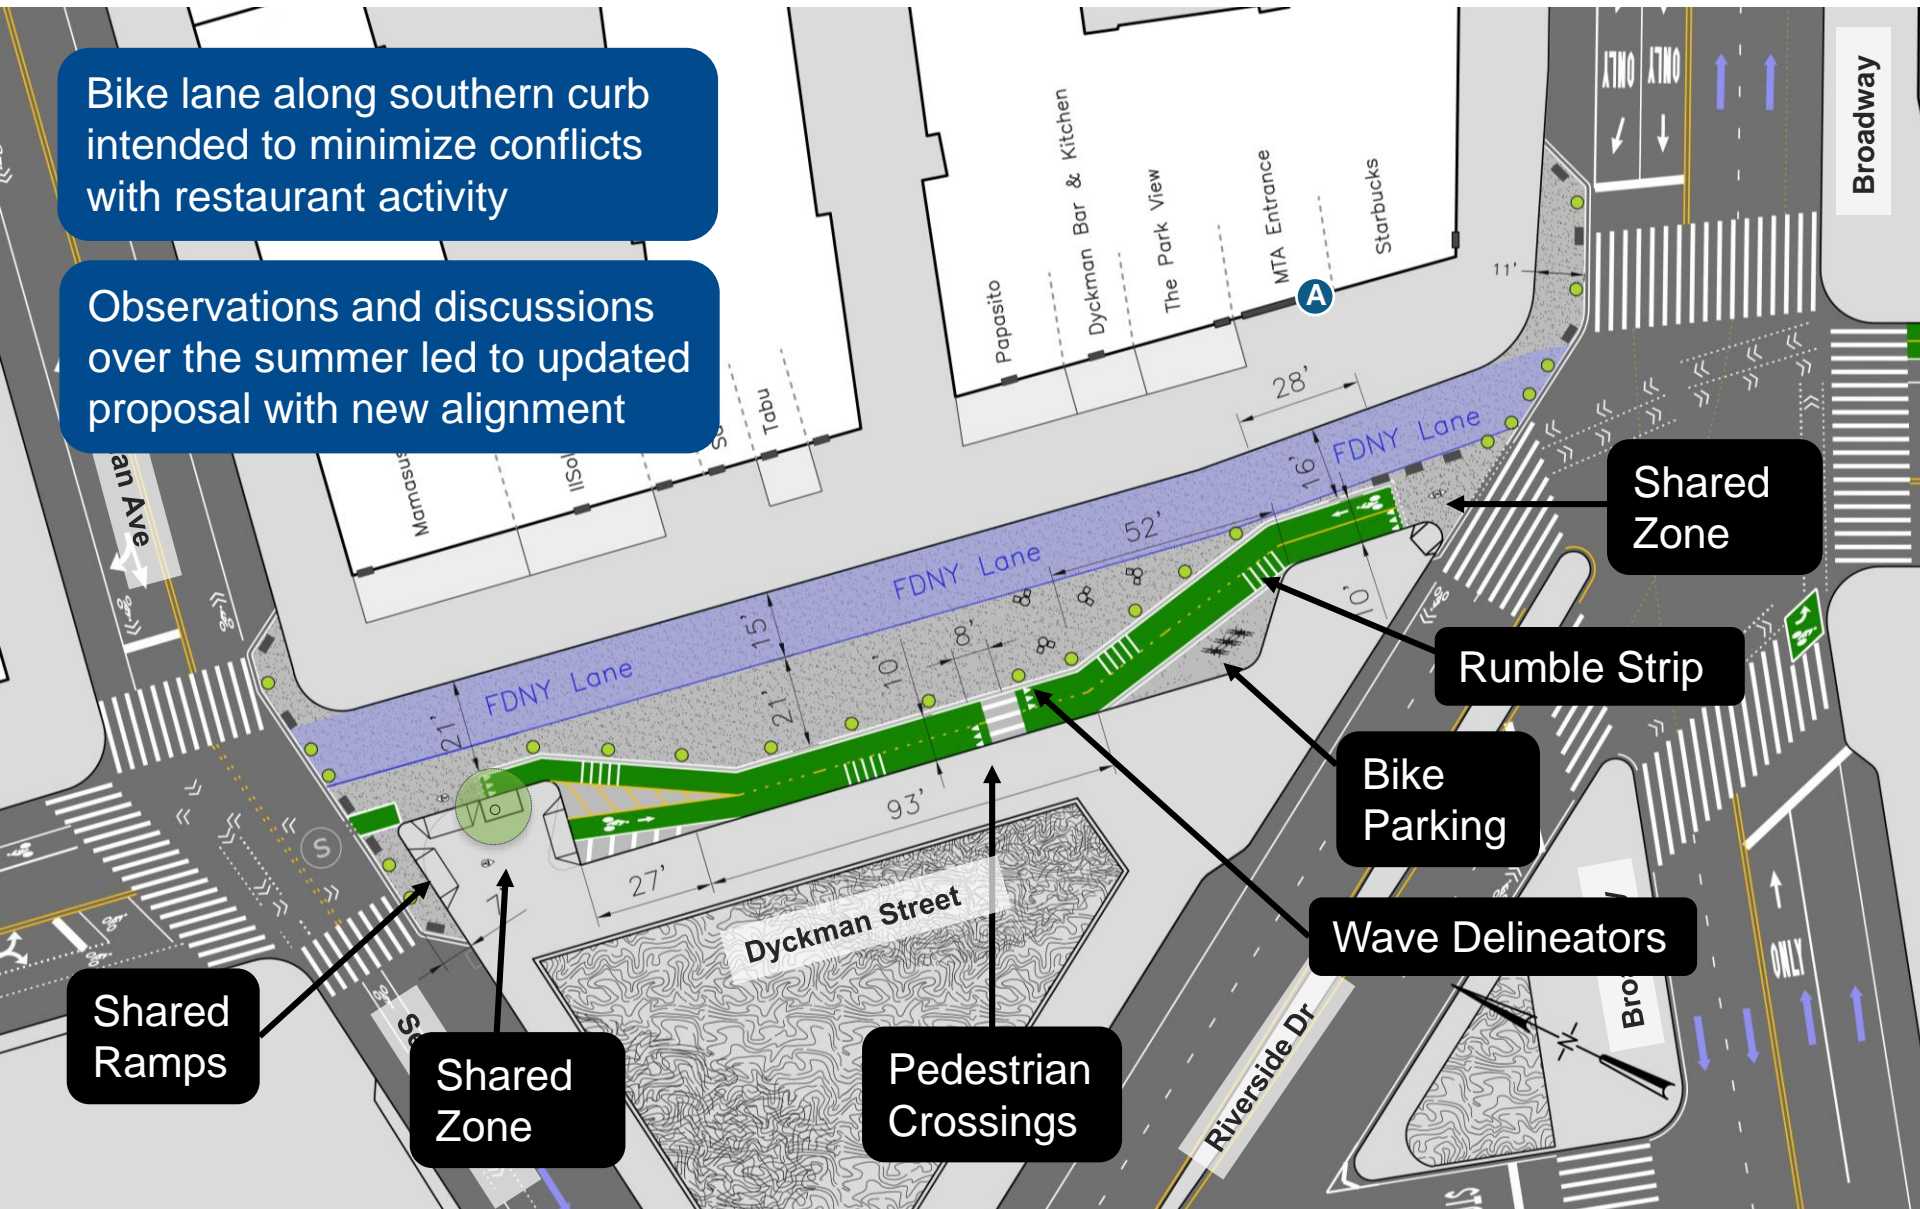 Bike lane along southern curb
intended to minimize conflicts
with restaurant activity
Observations and discussions
over the summer led to updated
proposal with new alignment
Broadway
ONLY
ONLY
Papasito
Dyckman Bar & Kitchen
The Park View
MTA Entrance
Starbucks
A
11'
28'
Tabu
Mamasus
FDNY Lane
16'
Shared
Zone
52'
FDNY Lane
15'
8'
10'
10'
Rumble Strip
FDNY Lane
21'
21'
Bike
Parking
93'
S
27'
Dyckman Street
Wave Delineators
ONLY
Shared
Ramps
Shared
Zone
Pedestrian
Crossings
Riverside Dr
N